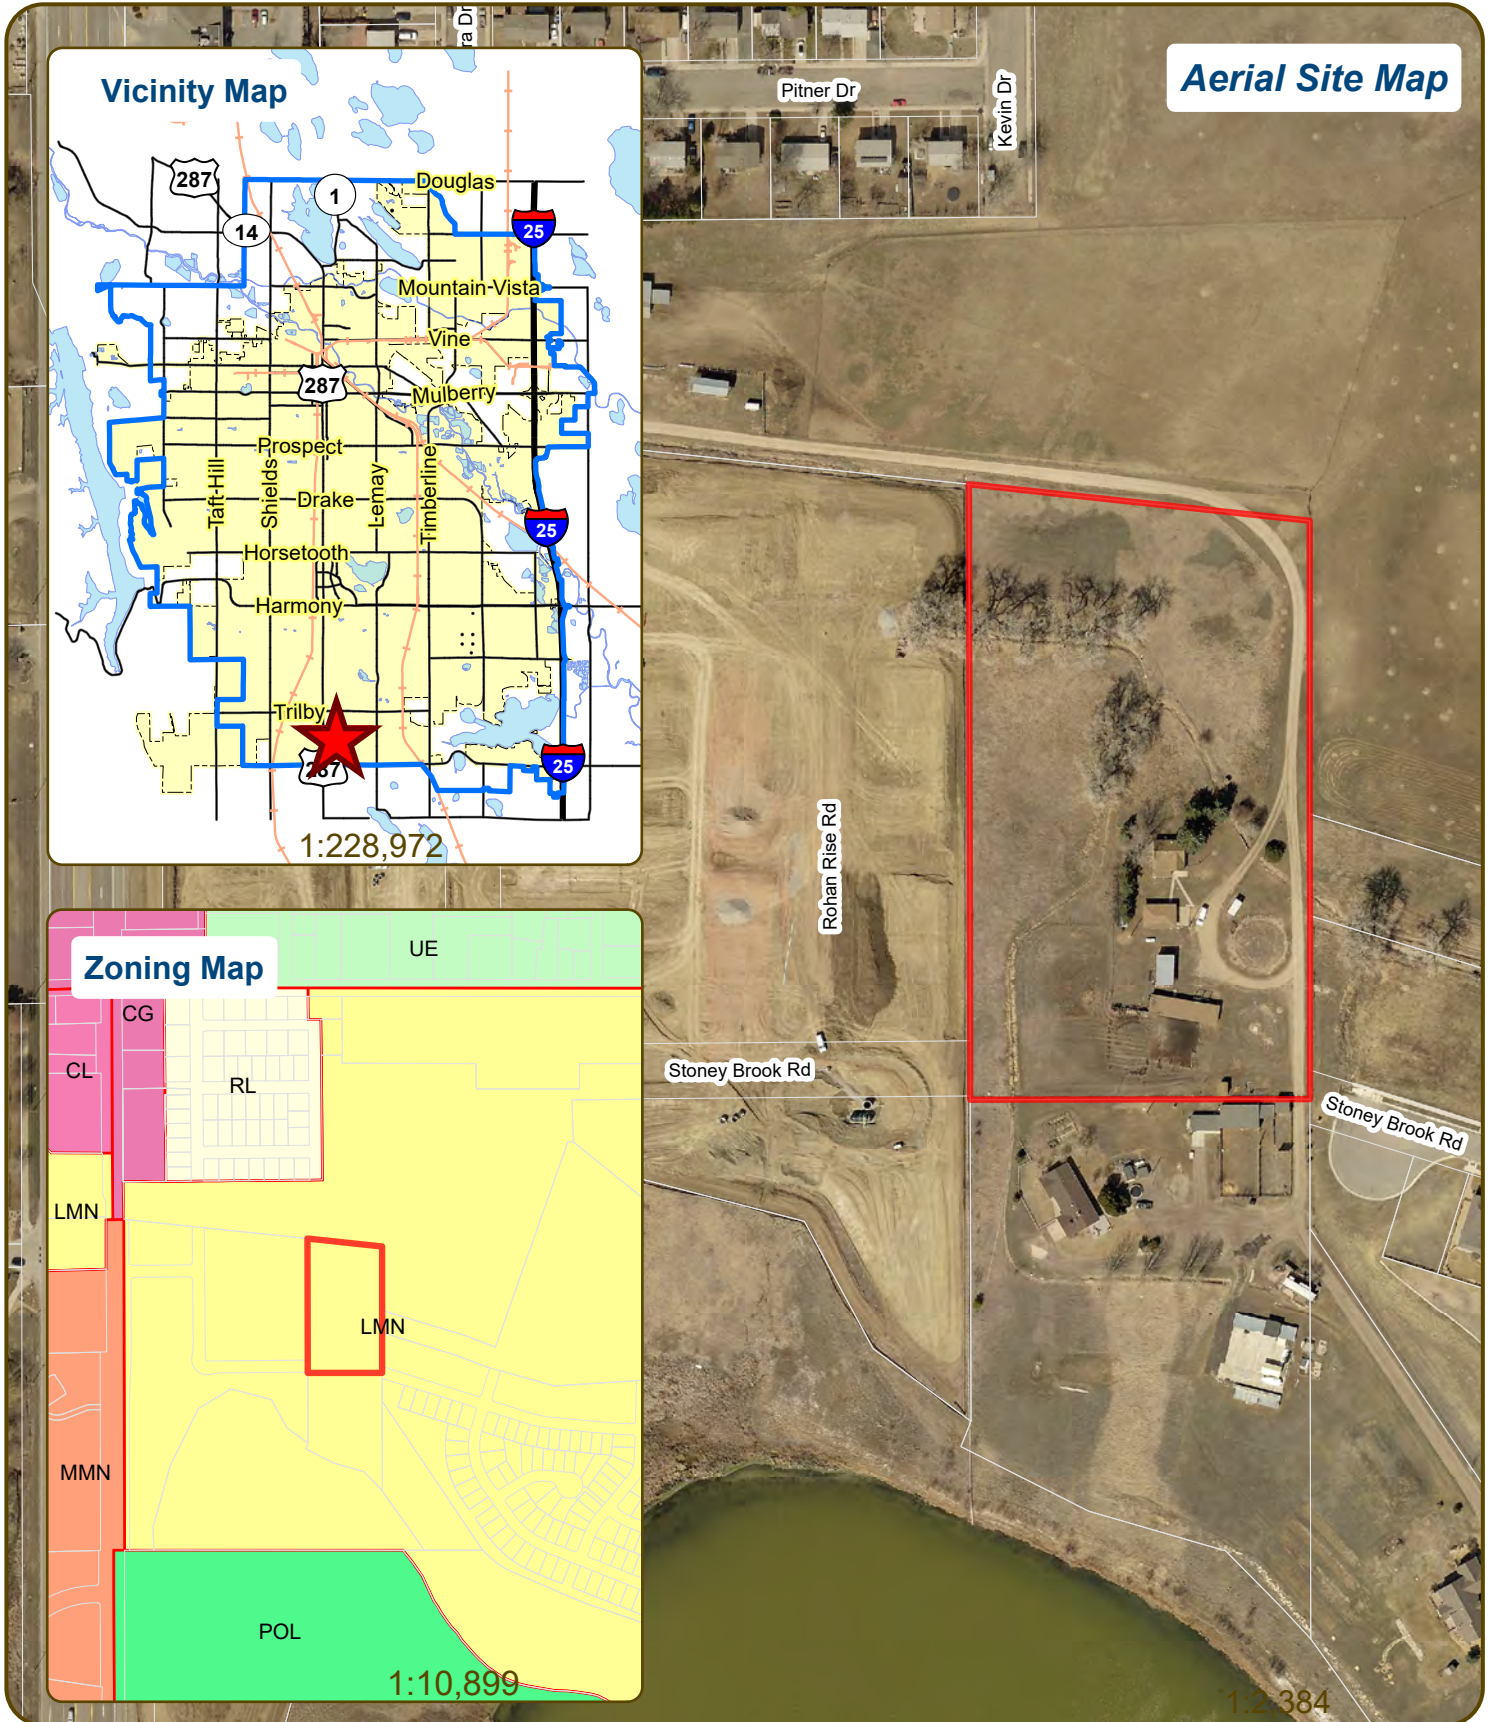 ra Dr
Vicinity Map
Aerial Site Map
Pitner Dr
Kevin Dr
287
1
Douglas
14
25
Mountain-Vista
Vine
287
Mulberry
Prospect
Taft-Hill
Shields
Drake
Lemay
Timberline
25
Horsetooth
Harmony
Trilby
287
25
1:228,972
Rohan Rise Rd
Zoning Map
UE
CG
CL
RL
Stoney Brook Rd
Stoney Brook Rd
LMN
LMN
MMN
POL
1:10,899
1:2,384